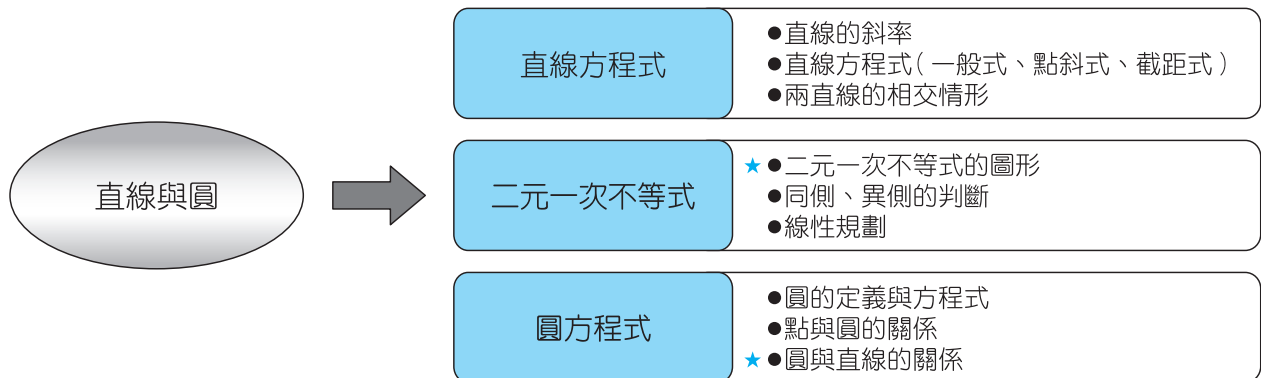 直線與圓
直線方程式
●直線的斜率
●直線方程式（一般式、點斜式、截距式）
●兩直線的相交情形
二元一次不等式
★●二元一次不等式的圖形
●同側、異側的判斷
●線性規劃
圓方程式
●圓的定義與方程式
●點與圓的關係
★●圓與直線的關係